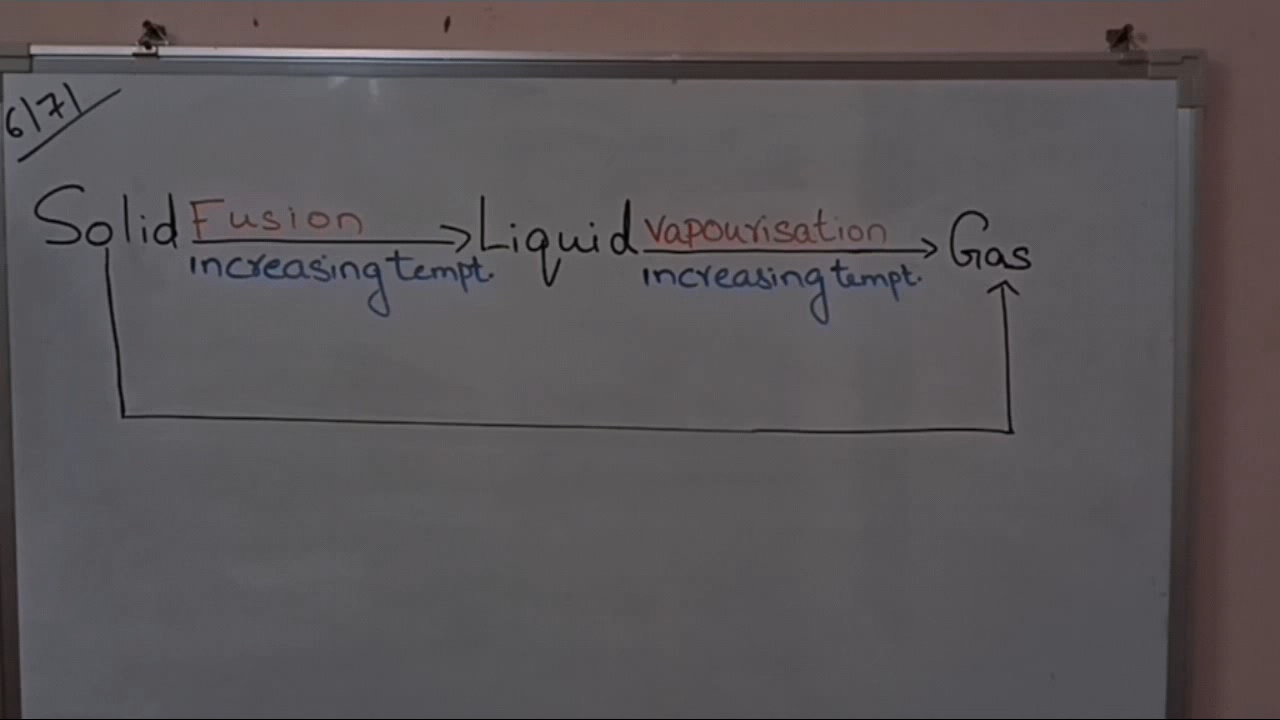 6/7/
Solid Fusion Liquid vapourisation Gas
increasing tempt. increasing tempt.